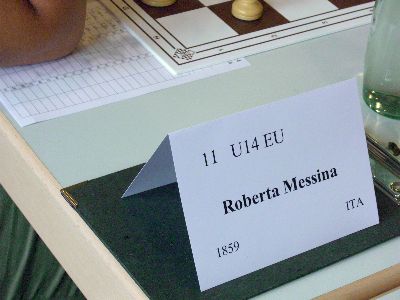 11 U14 EU
Roberta Messina
1859 ITA